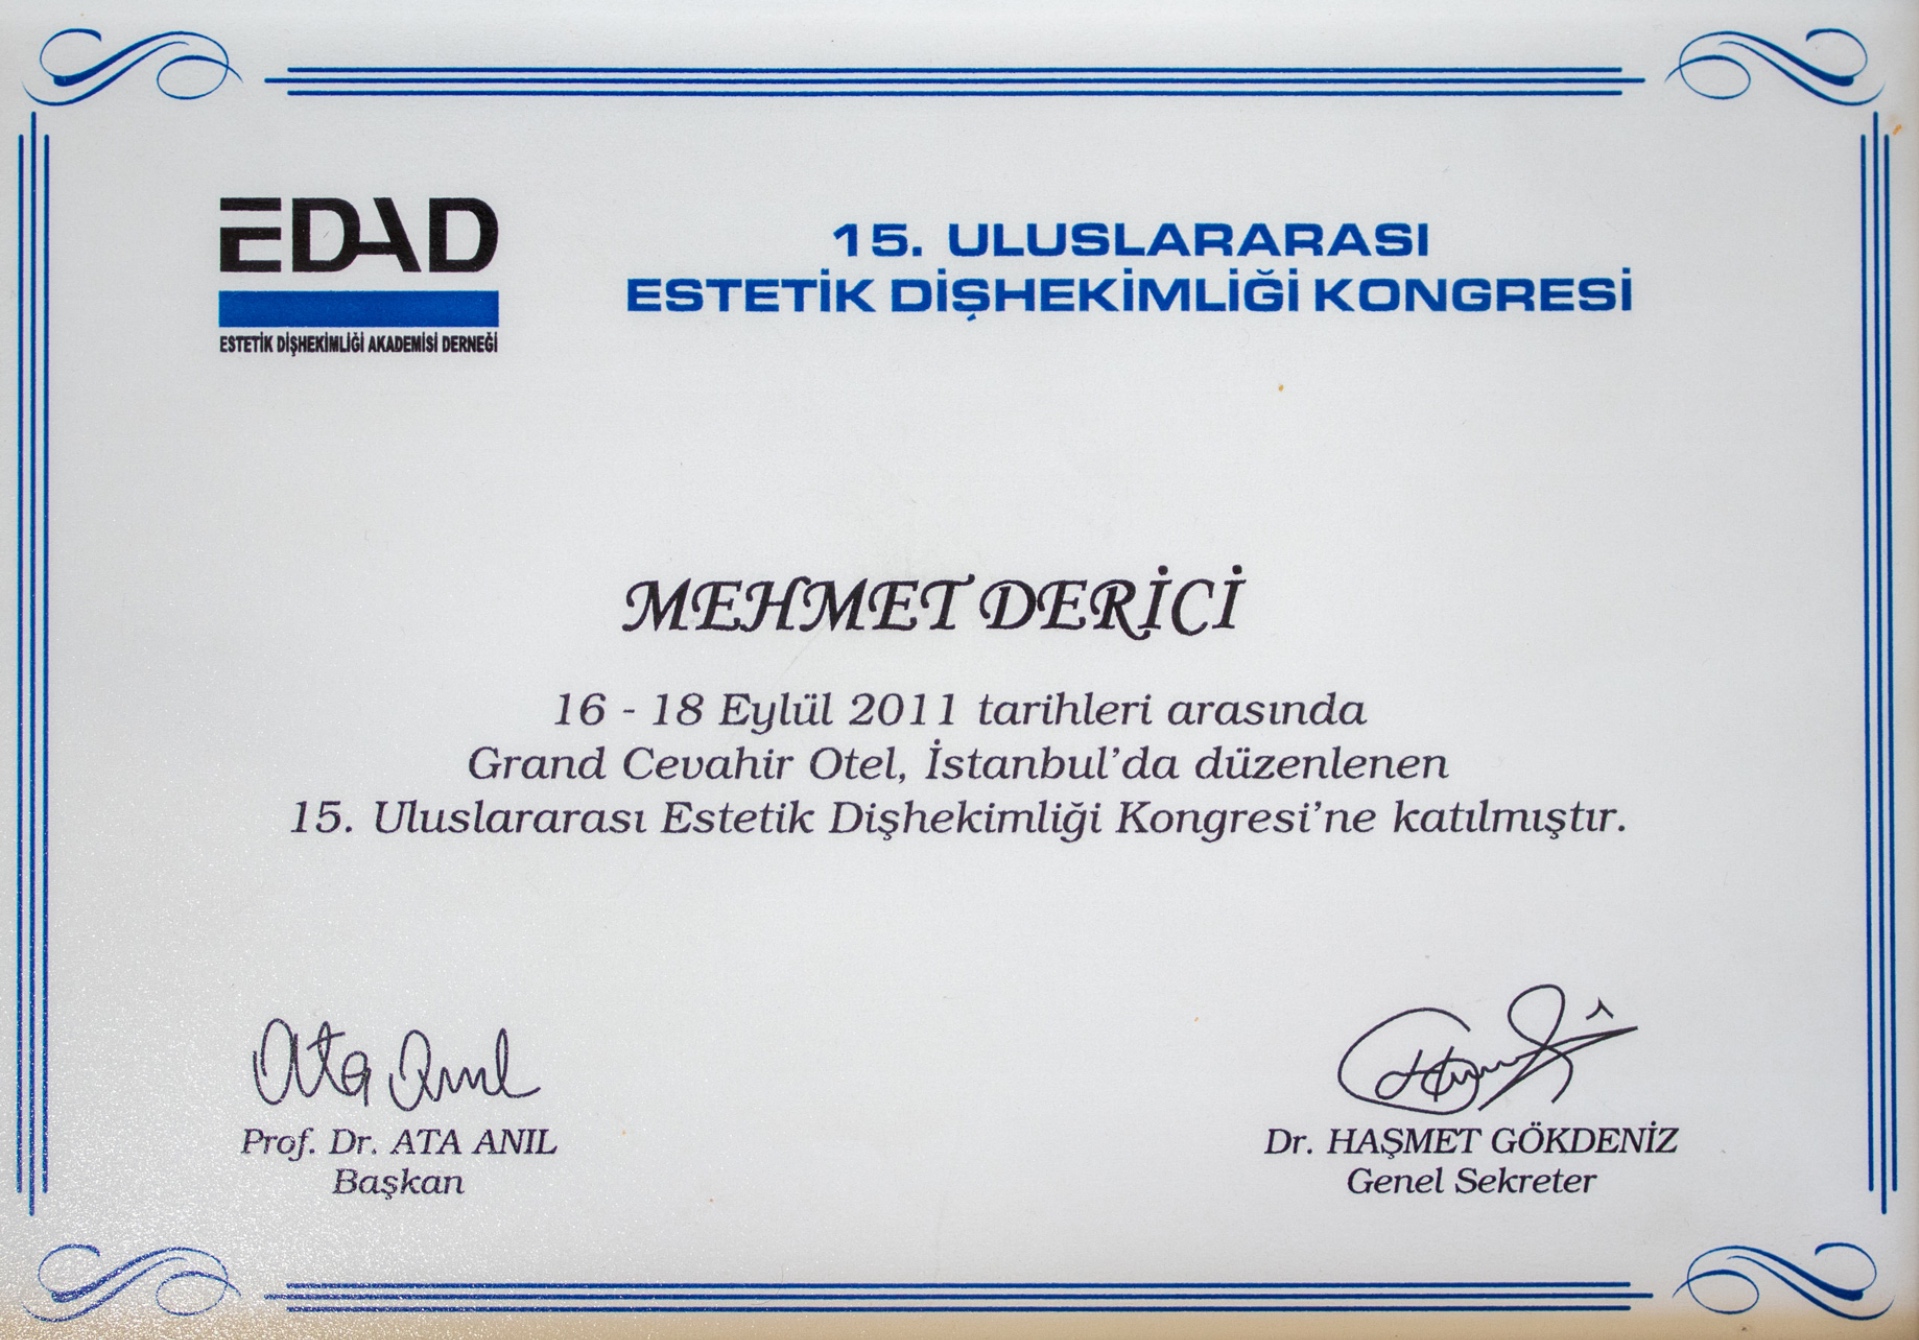 EDAD
ESTETİK DİŞHEKİMLİĞİ AKADEMİSİ DERNEĞİ
15. ULUSLARARASI
ESTETİK DİŞHEKİMLİĞİ KONGRESİ
MEHMET DERİCİ
16 - 18 Eylül 2011 tarihleri arasında
Grand Cevahir Otel, İstanbul'da düzenlenen
15. Uluslararası Estetik Dişhekimliği Kongresi'ne katılmıştır.
Ata Anıl
Prof. Dr. ATA ANIL
Başkan
Dr. HAŞMET GÖKDENİZ
Genel Sekreter